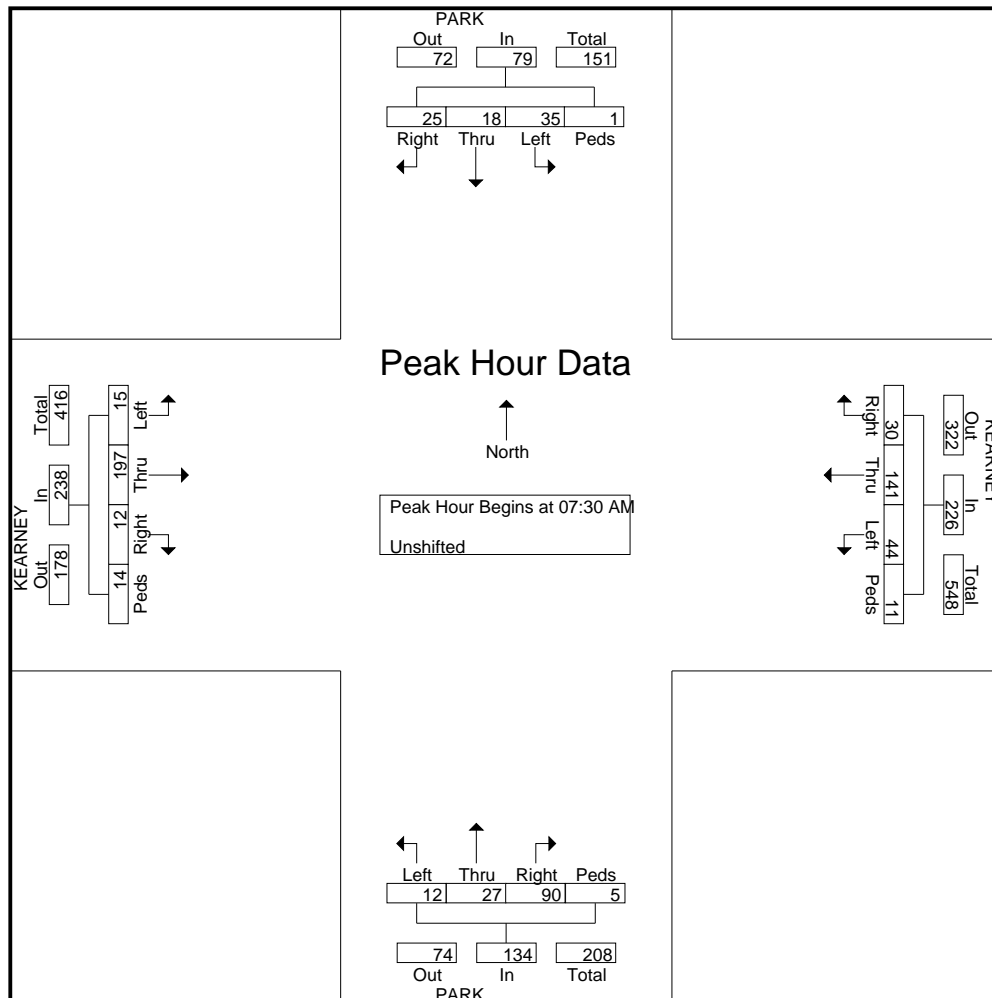 PARK
Out In Total
72 79 151
25 18 35 1
Right Thru Left Peds
Peak Hour Data
North
Peak Hour Begins at 07:30 AM
Unshifted
KEARNEY
Total In Out
416 238 178
15 197 12 14
Left Thru Right Peds
KEARNEY
Out In Total
322 226 548
30 141 44 11
Right Thru Left Peds
Left Thru Right Peds
12 27 90 5
74 134 208
Out In Total
PARK